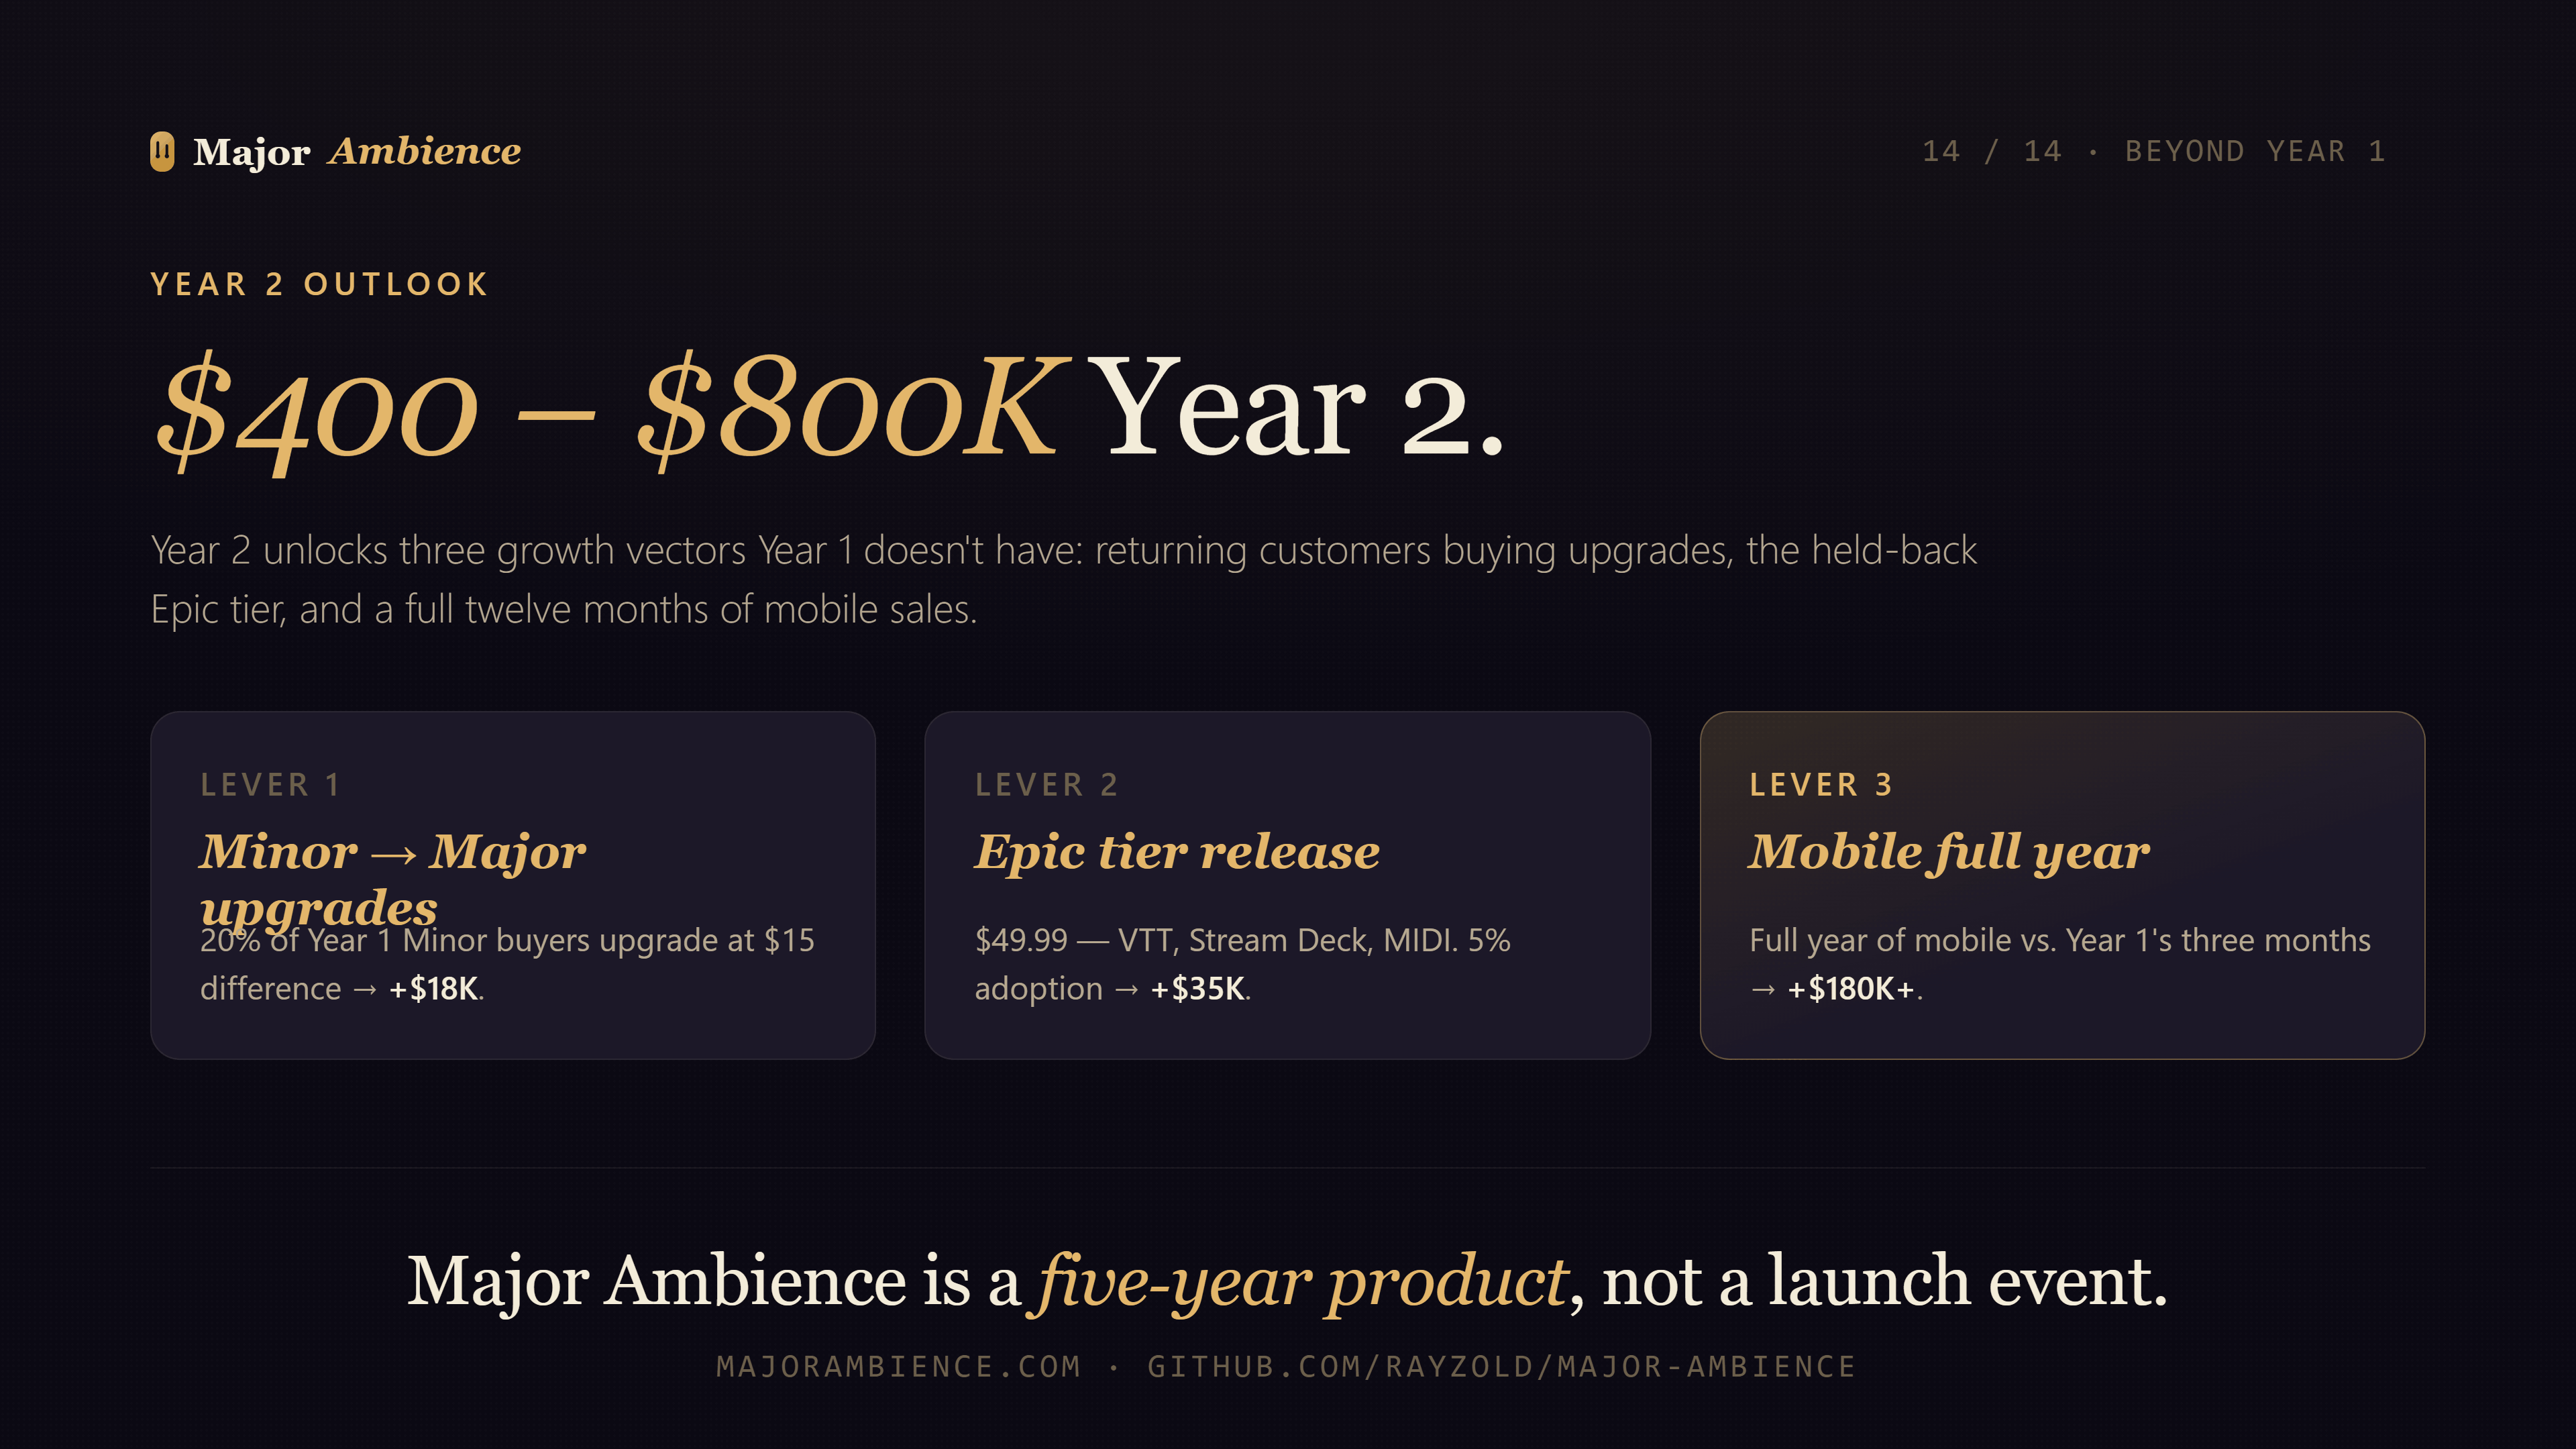 Major Ambience
14 / 14 · BEYOND YEAR 1
YEAR 2 OUTLOOK
$400 – $800K Year 2.
Year 2 unlocks three growth vectors Year 1 doesn't have: returning customers buying upgrades, the held-back
Epic tier, and a full twelve months of mobile sales.
LEVER 1
Minor → Major
upgrades
20% of Year 1 Minor buyers upgrade at $15
difference → +$18K.
LEVER 2
Epic tier release
$49.99 — VTT, Stream Deck, MIDI. 5%
adoption → +$35K.
LEVER 3
Mobile full year
Full year of mobile vs. Year 1's three months
→ +$180K+.
Major Ambience is a five-year product, not a launch event.
MAJORAMBIENCE.COM · GITHUB.COM/RAYZOLD/MAJOR-AMBIENCE